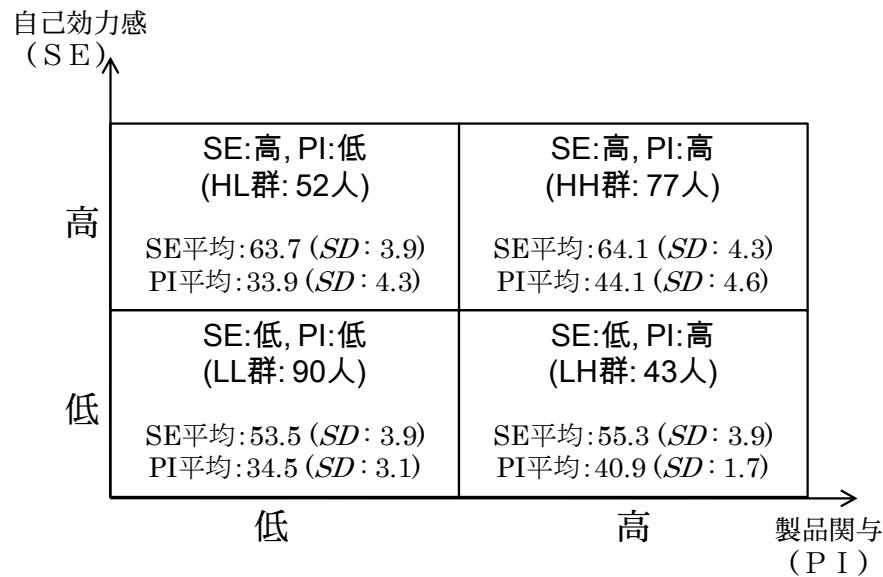 自己効力感
(ＳＥ)
高
SE:高, PI:低
(HL群: 52人)
SE平均:63.7 (SD：3.9)
PI平均:33.9 (SD：4.3)
SE:高, PI:高
(HH群: 77人)
SE平均:64.1 (SD：4.3)
PI平均:44.1 (SD：4.6)
低
SE:低, PI:低
(LL群: 90人)
SE平均:53.5 (SD：3.9)
PI平均:34.5 (SD：3.1)
SE:低, PI:高
(LH群: 43人)
SE平均:55.3 (SD：3.9)
PI平均:40.9 (SD：1.7)
低
高
製品関与
(ＰＩ)